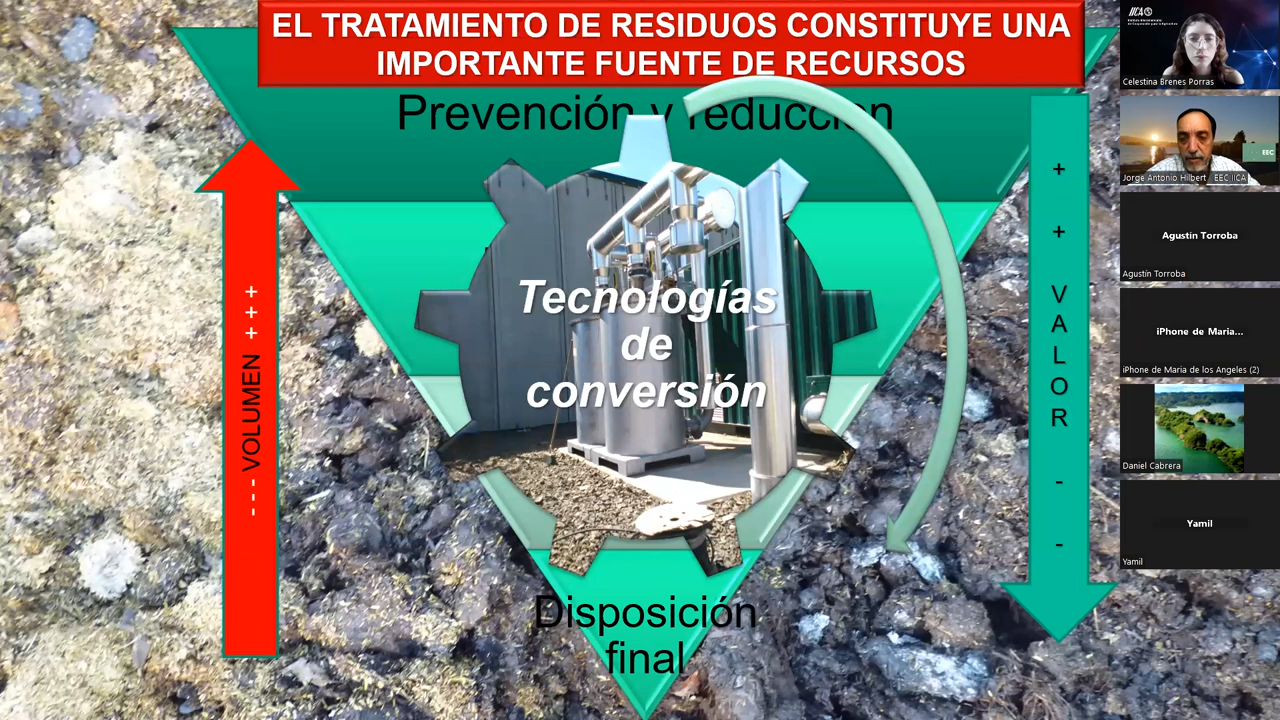 EL TRATAMIENTO DE RESIDUOS CONSTITUYE UNA
IMPORTANTE FUENTE DE RECURSOS
Prevención y reducción
Tecnologías
de
conversión
Disposición
final
- - - VOLUMEN +++
+
+
V
A
L
O
R
-
-
IICA
Celestina Brenes Porras
EEC
Jorge Antonio Hilbert EEC IICA
Agustín Torroba
Agustín Torroba
iPhone de Maria...
iPhone de Maria de los Angeles (2)
Daniel Cabrera
Yamil
Yamil